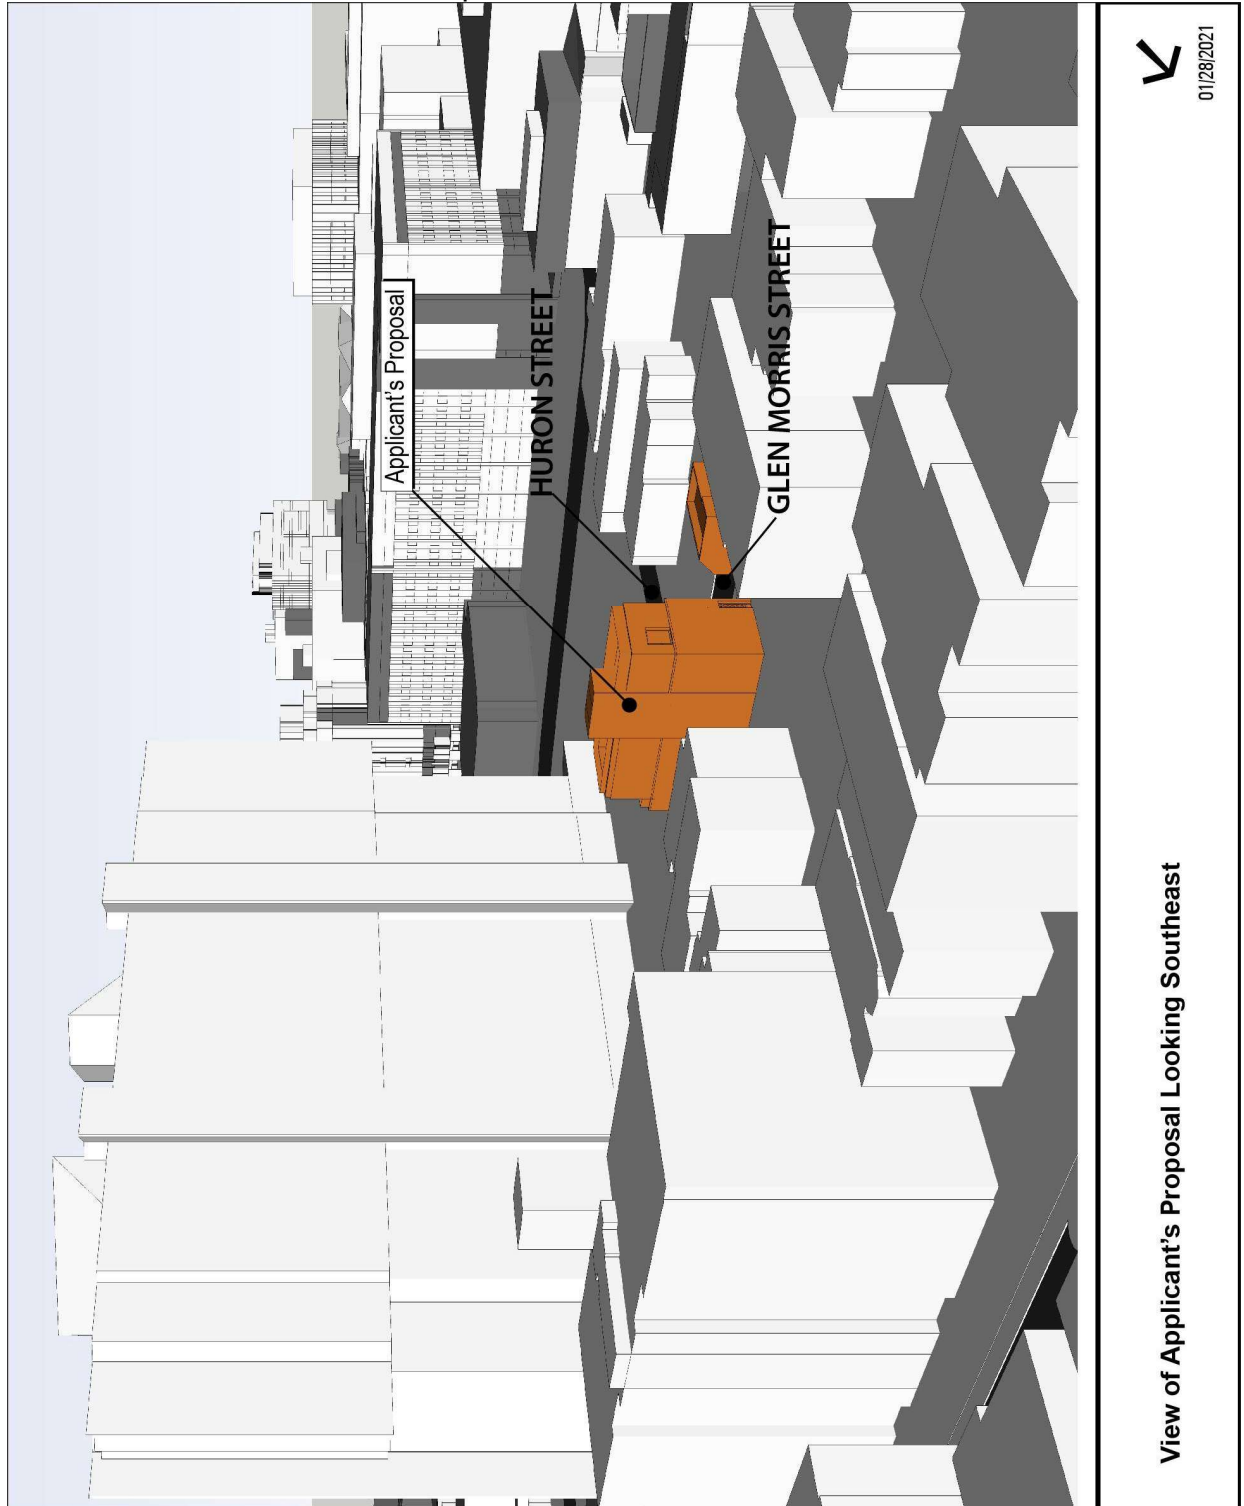 Applicant's Proposal
HURON STREET
GLEN MORRIS STREET
View of Applicant's Proposal Looking Southeast
01/28/2021